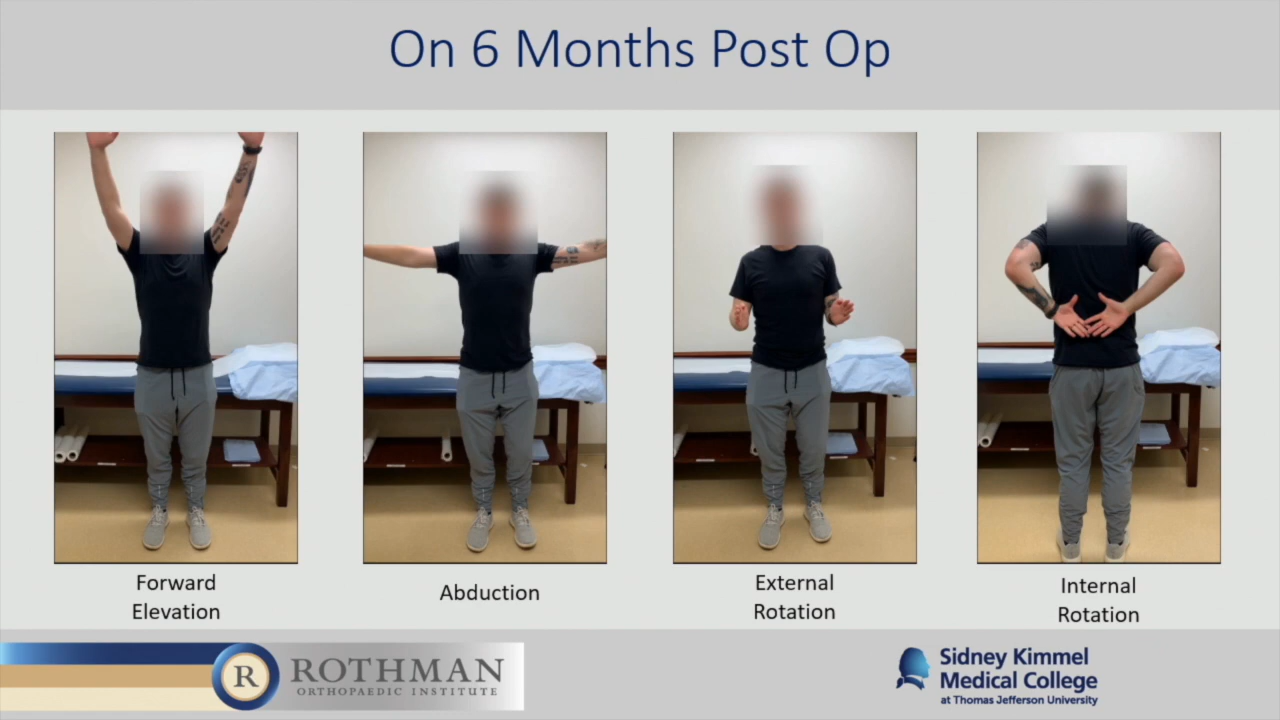 On 6 Months Post Op
Forward
Elevation
Abduction
External
Rotation
Internal
Rotation
R
ROTHMAN
ORTHOPAEDIC INSTITUTE
Sidney Kimmel
Medical College
at Thomas Jefferson University